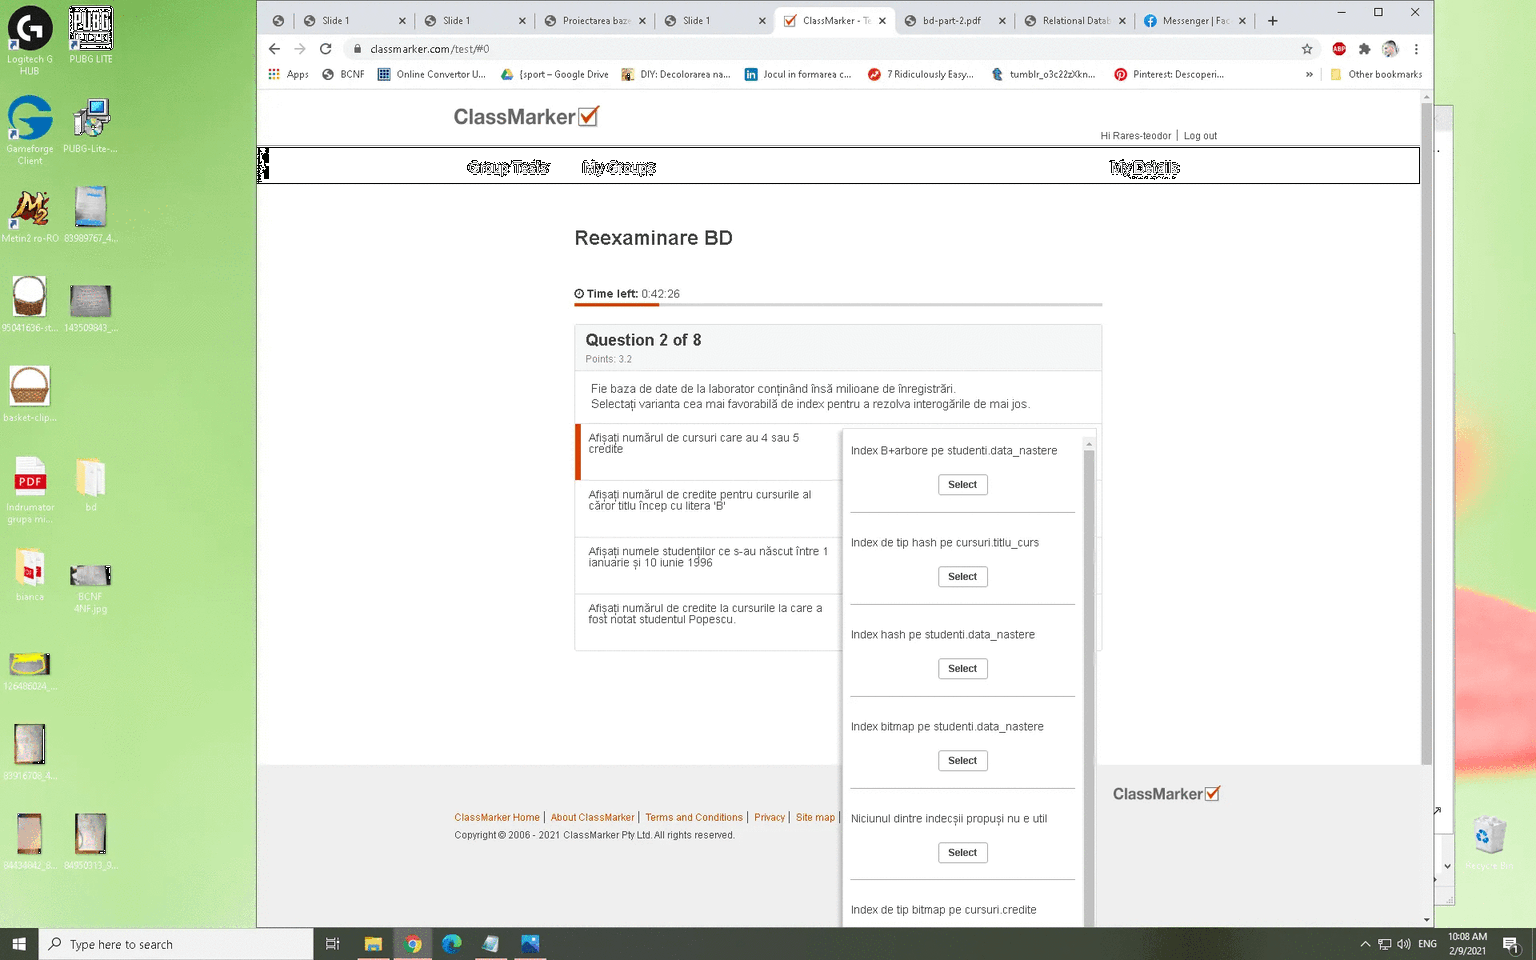 Slide 1
Slide 1
Proiectarea baze
Slide 1
ClassMarker - Te
bd-part-2.pdf
Relational Datab
Messenger | Fac
classmarker.com/test/#0
Apps
BCNF
Online Convertor U...
{sport – Google Drive
DIY: Decolorarea na...
Jocul in formarea c...
7 Ridiculously Easy...
tumblr_o3c22zXkn...
Pinterest: Descoperi...
Other bookmarks
ClassMarker
Hi Rares-teodor | Log out
Group Tests
My Groups
My Details
Reexaminare BD
Time left: 0:42:26
Question 2 of 8
Points: 3.2
Fie baza de date de la laborator conținând însă milioane de înregistrări.
Selectați varianta cea mai favorabilă de index pentru a rezolva interogările de mai jos.
Afișați numărul de cursuri care au 4 sau 5
credite
Afișați numărul de credite pentru cursurile al
căror titlu încep cu litera 'B'
Afișați numele studenților ce s-au născut între 1
ianuarie și 10 iunie 1996
Afișați numărul de credite la cursurile la care a
fost notat studentul Popescu.
Index B+arbore pe studenti.data_nastere
Select
Index de tip hash pe cursuri.titlu_curs
Select
Index hash pe studenti.data_nastere
Select
Index bitmap pe studenti.data_nastere
Select
Niciunul dintre indecșii propuși nu e util
Select
Index de tip bitmap pe cursuri.credite
ClassMarker
ClassMarker Home | About ClassMarker | Terms and Conditions | Privacy | Site map |
Copyright © 2006 - 2021 ClassMarker Pty Ltd. All rights reserved.
Logitech G
HUB
PUBG LITE
Gameforge
Client
PUBG-Lite-...
Metin2 ro-RO
83989767_4...
95041636-st...
143509843_...
basket-clip...
PDF
Indrumator
grupa mi...
bd
bianca
BCNF
4NF.jpg
126486024_...
83916708_4...
84850313_9...
Recycle Bin
Type here to search
ENG
10:08 AM
2/9/2021
1